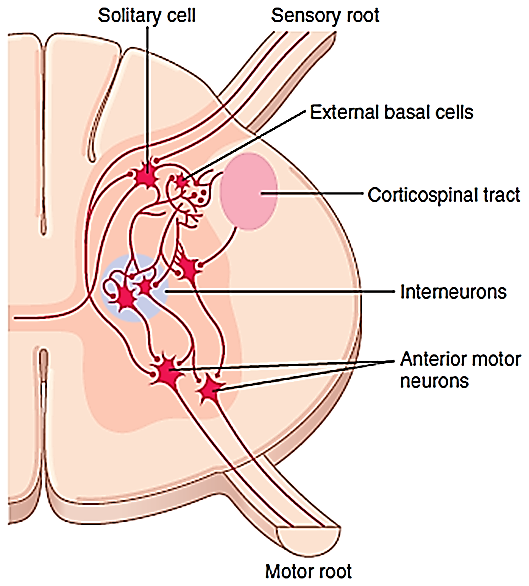 Solitary cell
Sensory root
External basal cells
Corticospinal tract
Interneurons
Anterior motor
neurons
Motor root